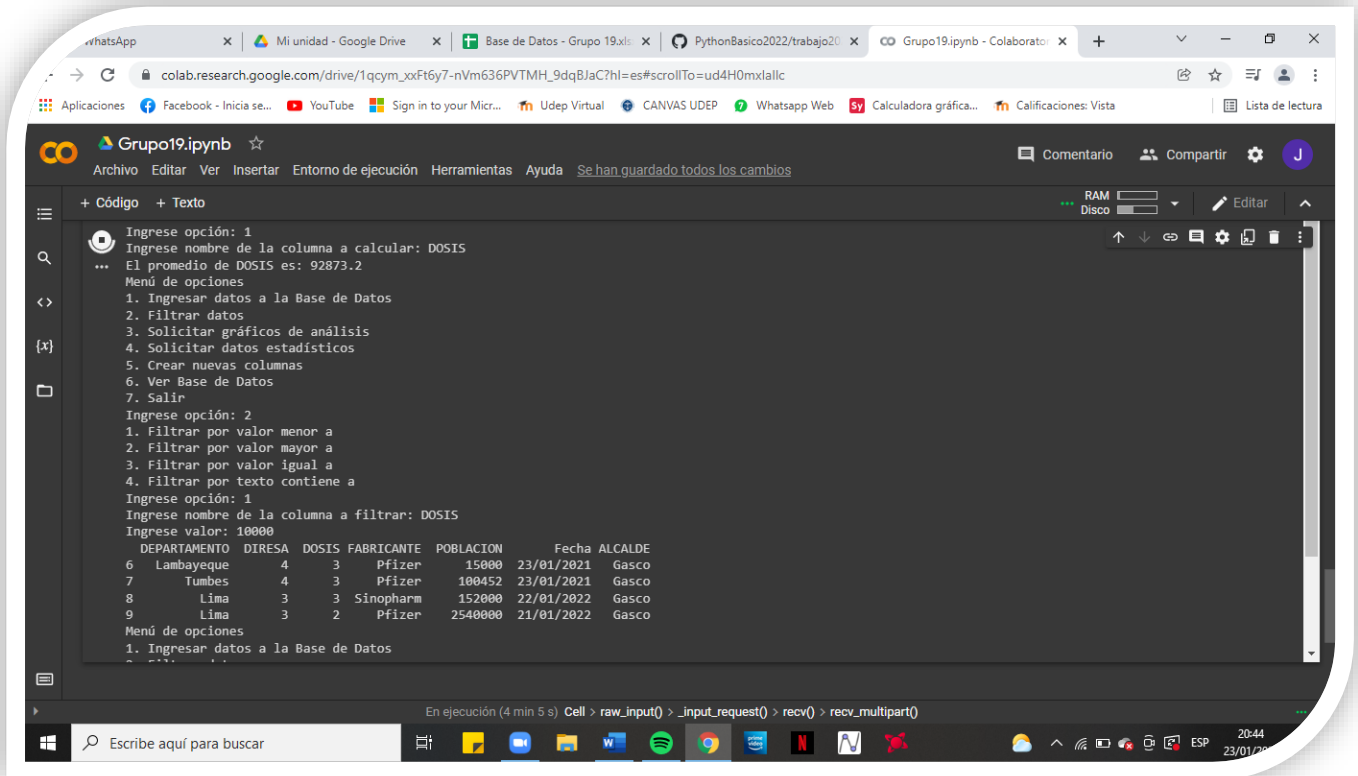 WhatsApp
Mi unidad - Google Drive
Base de Datos - Grupo 19.xls
PythonBasico2022/trabajo20
Grupo19.ipynb - Colaborator
colab.research.google.com/drive/1qcym_xxFt6y7-nVm636PVTMH_9dqBJaC?hl=es#scrollTo=ud4H0mxIallc
Aplicaciones
Facebook - Inicia se...
YouTube
Sign in to your Micr...
Udep Virtual
CANVAS UDEP
Whatsapp Web
Calculadora gráfica...
Calificaciones: Vista
Lista de lectura
Grupo19.ipynb
Comentario
Compartir
J
Archivo Editar Ver Insertar Entorno de ejecución Herramientas Ayuda Se han guardado todos los cambios
+ Código + Texto
RAM
Disco
Editar
Ingrese opción: 1
Ingrese nombre de la columna a calcular: DOSIS
El promedio de DOSIS es: 92873.2
Menú de opciones
1. Ingresar datos a la Base de Datos
2. Filtrar datos
3. Solicitar gráficos de análisis
4. Solicitar datos estadísticos
5. Crear nuevas columnas
6. Ver Base de Datos
7. Salir
Ingrese opción: 2
1. Filtrar por valor menor a
2. Filtrar por valor mayor a
3. Filtrar por valor igual a
4. Filtrar por texto contiene a
Ingrese opción: 1
Ingrese nombre de la columna a filtrar: DOSIS
Ingrese valor: 10000
DEPARTAMENTO DIRESA DOSIS FABRICANTE POBLACION Fecha ALCALDE
6 Lambayeque 4 3 Pfizer 15000 23/01/2021 Gasco
7 Tumbes 4 3 Pfizer 100452 23/01/2021 Gasco
8 Lima 3 3 Sinopharm 152000 22/01/2022 Gasco
9 Lima 3 2 Pfizer 2540000 21/01/2022 Gasco
Menú de opciones
1. Ingresar datos a la Base de Datos
En ejecución (4 min 5 s) Cell > raw_input() > _input_request() > recv() > recv_multipart()
Escribe aquí para buscar
ESP
20:44
23/01/20